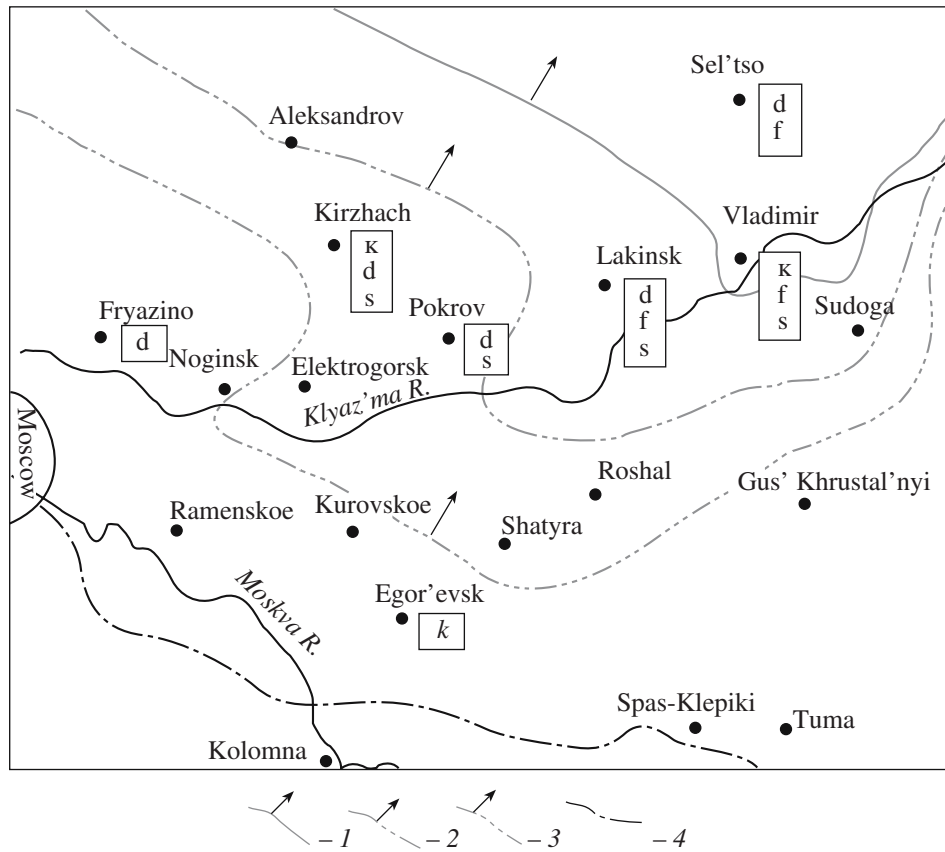 Sel’tso
d
f
Aleksandrov
Kirzhach
к
d
s
Vladimir
к
f
s
Lakinsk
d
f
s
Fryazino
d
Pokrov
d
s
Sudoga
Noginsk
Elektrogorsk
Klyaz’ma R.
Moscow
Roshal
Gus’ Khrustal’nyi
Ramenskoe
Kurovskoe
Shatyra
Moskva R.
Egor’evsk
k
Spas-Klepiki
Tuma
Kolomna
– 1
– 2
– 3
– 4